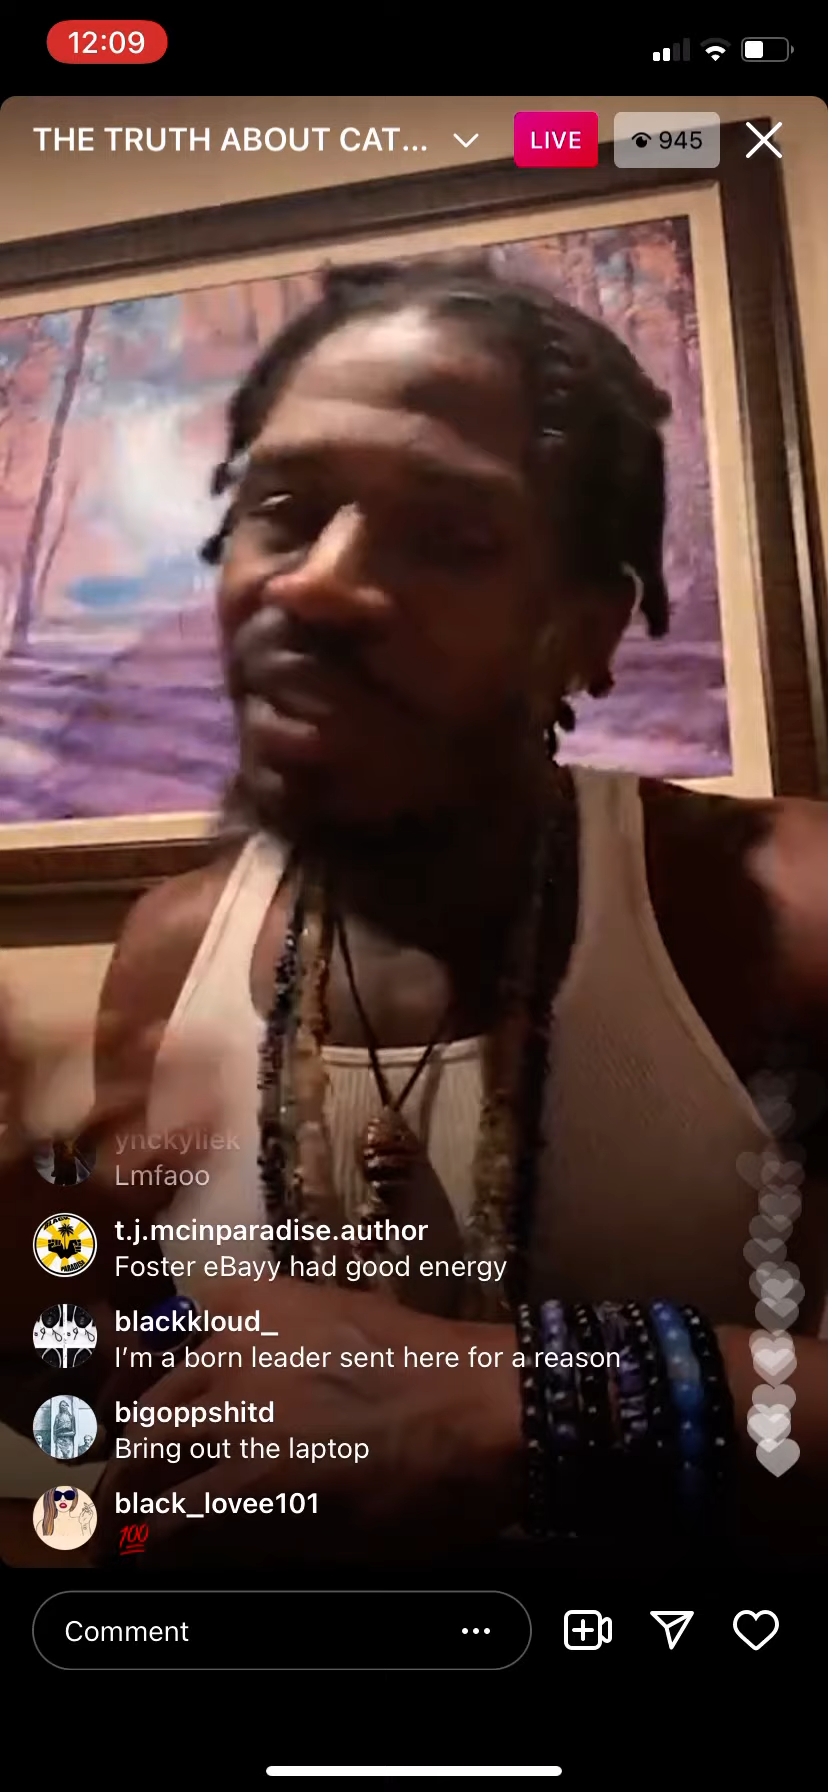 12:09
THE TRUTH ABOUT CAT...
LIVE
945
ynckyliek
Lmfaoo
t.j.mcinparadise.author
Foster eBayy had good energy
blackkloud_
I'm a born leader sent here for a reason
bigoppshitd
Bring out the laptop
black_lovee101
💯
Comment